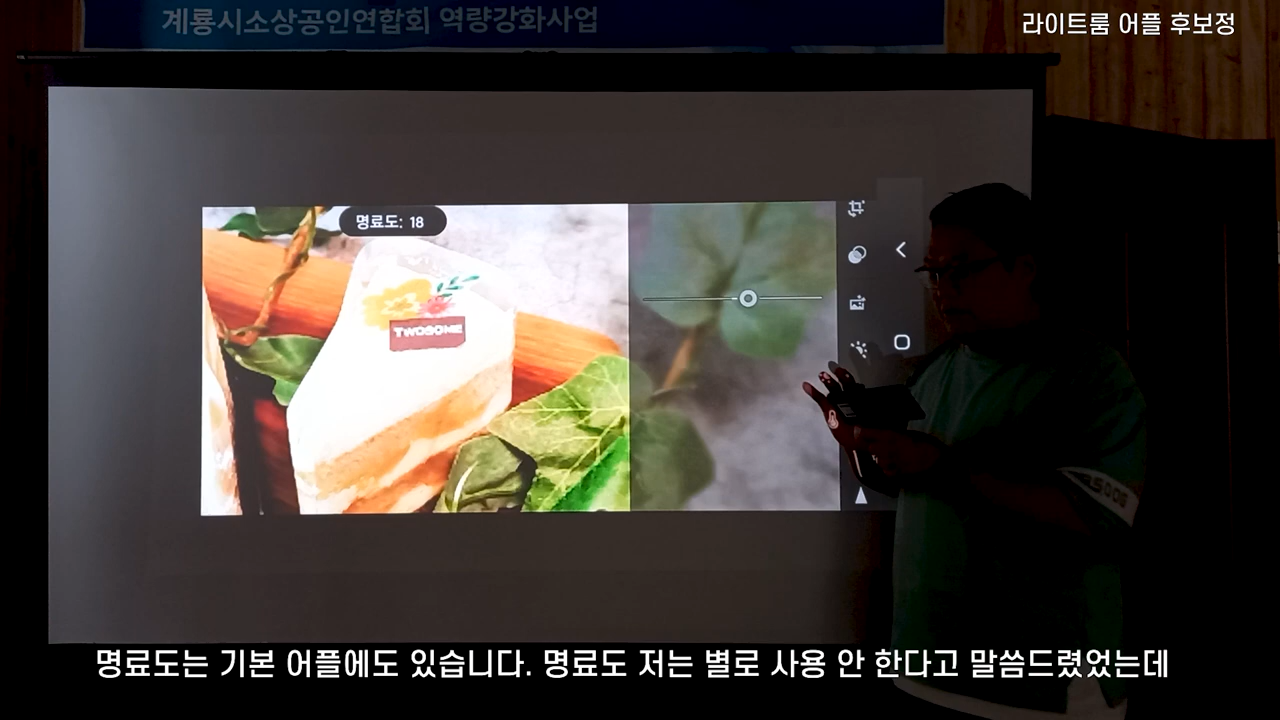 계룡시소상공인연합회 역량강화사업
라이트룸 어플 후보정
명료도: 18
TWOSOME
명료도는 기본 어플에도 있습니다. 명료도 저는 별로 사용 안 한다고 말씀드렸었는데